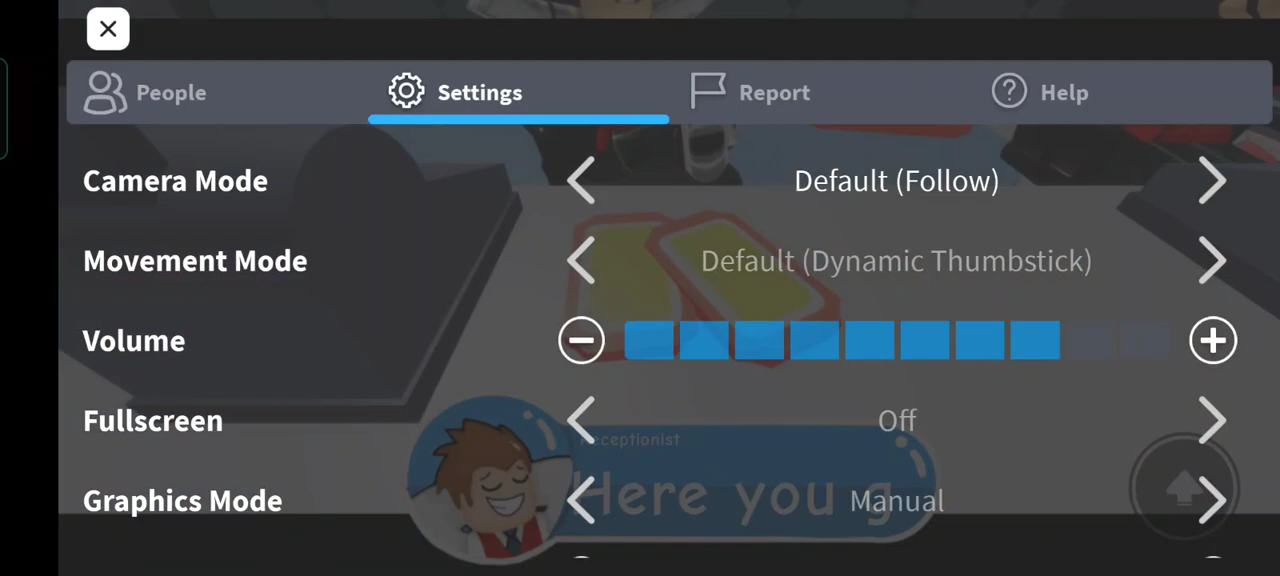 People
Settings
Report
Help
Camera Mode
Default (Follow)
Movement Mode
Default (Dynamic Thumbstick)
Volume
Fullscreen
Off
Receptionist
Here you g
Graphics Mode
Manual